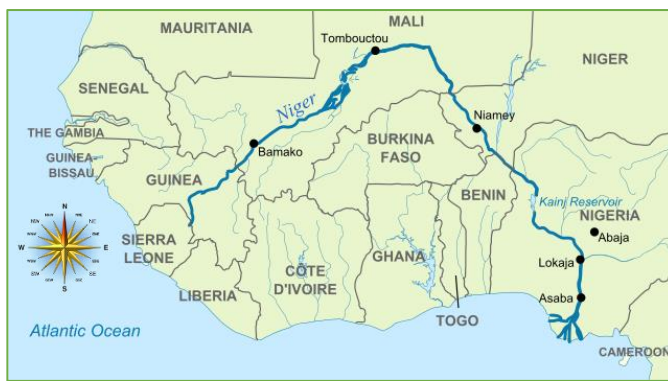 MAURITANIA
MALI
Tombouctou
NIGER
SENEGAL
Niger
THE GAMBIA
Niamey
GUINEA-
BISSAU
Bamako
BURKINA
FASO
GUINEA
BENIN
Kainj Reservoir
NIGERIA
Abaja
N
W
E
S
SIERRA
LEONE
CÔTE
D'IVOIRE
GHANA
Lokaja
LIBERIA
TOGO
Asaba
Atlantic Ocean
CAMEROON